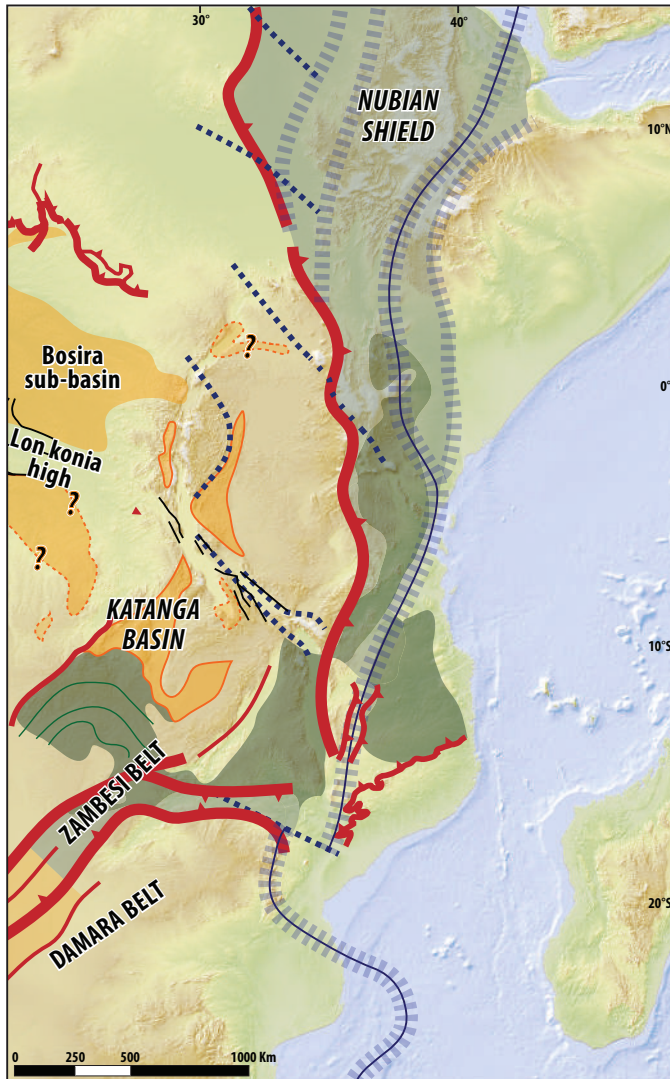 30°
40°
NUBIAN
SHIELD
10°N
?
Bosira
sub-basin
0°
Lon-konia
high
?
?
KATANGA
BASIN
10°S
ZAMBESI BELT
DAMARA BELT
20°S
0 250 500 1000 Km